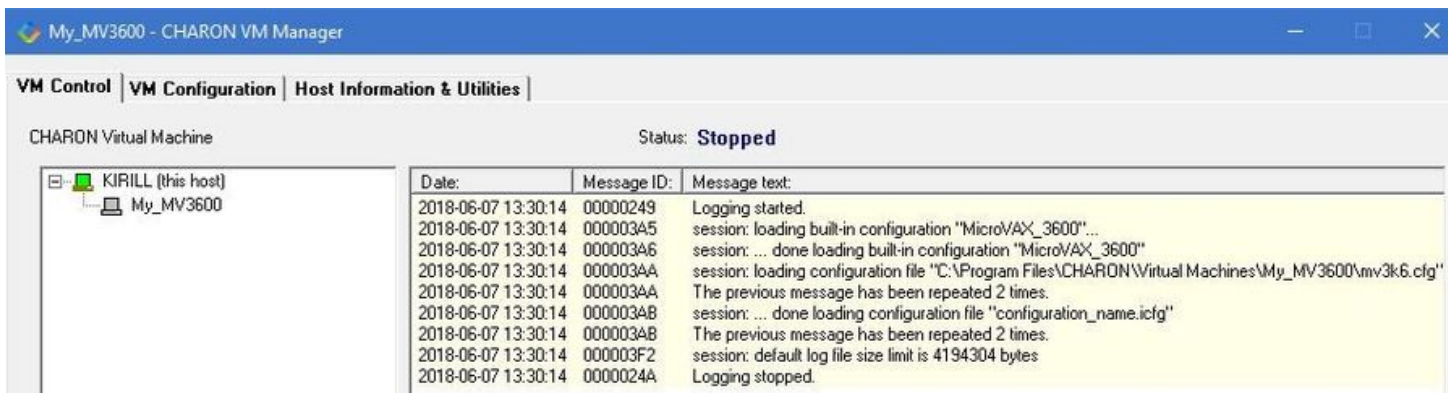 My_MV3600 - CHARON VM Manager
VM Control VM Configuration Host Information & Utilities
CHARON Virtual Machine Status: Stopped
KIRILL (this host)
My_MV3600
Date: Message ID: Message text:
2018-06-07 13:30:14 00000249 Logging started.
2018-06-07 13:30:14 000003A5 session: loading built-in configuration "MicroVAX_3600"...
2018-06-07 13:30:14 000003A6 session: ... done loading built-in configuration "MicroVAX_3600"
2018-06-07 13:30:14 000003AA session: loading configuration file "C:\Program Files\CHARON\Virtual Machines\My_MV3600\mv3k6.cfg"
2018-06-07 13:30:14 000003AA The previous message has been repeated 2 times.
2018-06-07 13:30:14 000003AB session: ... done loading configuration file "configuration_name.icfg"
2018-06-07 13:30:14 000003AB The previous message has been repeated 2 times.
2018-06-07 13:30:14 000003F2 session: default log file size limit is 4194304 bytes
2018-06-07 13:30:14 0000024A Logging stopped.